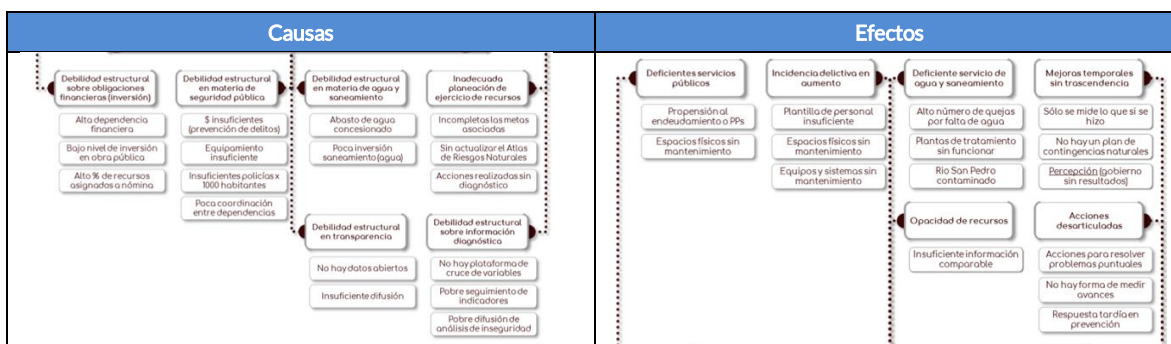 Causas
Efectos
Debilidad estructural
sobre obligaciones
financieras (inversión)
Alta dependencia
financiera
Bajo nivel de inversión
en obra pública
Alto % de recursos
asignados a nómina
Debilidad estructural
en materia de
seguridad pública
$ insuficientes
(prevención de delitos)
Equipamiento
insuficiente
Insuficientes policías x
1000 habitantes
Poca coordinación
entre dependencias
Debilidad estructural
en materia de agua y
saneamiento
Abasto de agua
concesionado
Poca inversión
saneamiento (agua)
Inadecuada
planeación de
ejercicio de recursos
Incompletas las metas
asociadas
Sin actualizar el Atlas
de Riesgos Naturales
Acciones realizadas sin
diagnóstico
Debilidad estructural
en transparencia
No hay datos abiertos
Insuficiente difusión
Debilidad estructural
sobre información
diagnóstica
No hay plataforma de
cruce de variables
Pobre seguimiento de
indicadores
Pobre difusión de
análisis de inseguridad
Deficientes servicios
públicos
Propensión al
endeudamiento o PPs
Espacios físicos sin
mantenimiento
Incidencia delictiva en
aumento
Plantilla de personal
insuficiente
Espacios físicos sin
mantenimiento
Equipos y sistemas sin
mantenimiento
Deficiente servicio de
agua y saneamiento
Alto número de quejas
por falta de agua
Plantas de tratamiento
sin funcionar
Rio San Pedro
contaminado
Mejoras temporales
sin trascendencia
Sólo se mide lo que si se
hizo
No hay un plan de
contingencias naturales
Percepción (gobierno
sin resultados)
Opacidad de recursos
Insuficiente información
comparable
Acciones
desarticuladas
Acciones para resolver
problemas puntuales
No hay forma de medir
avances
Respuesta tardía en
prevención